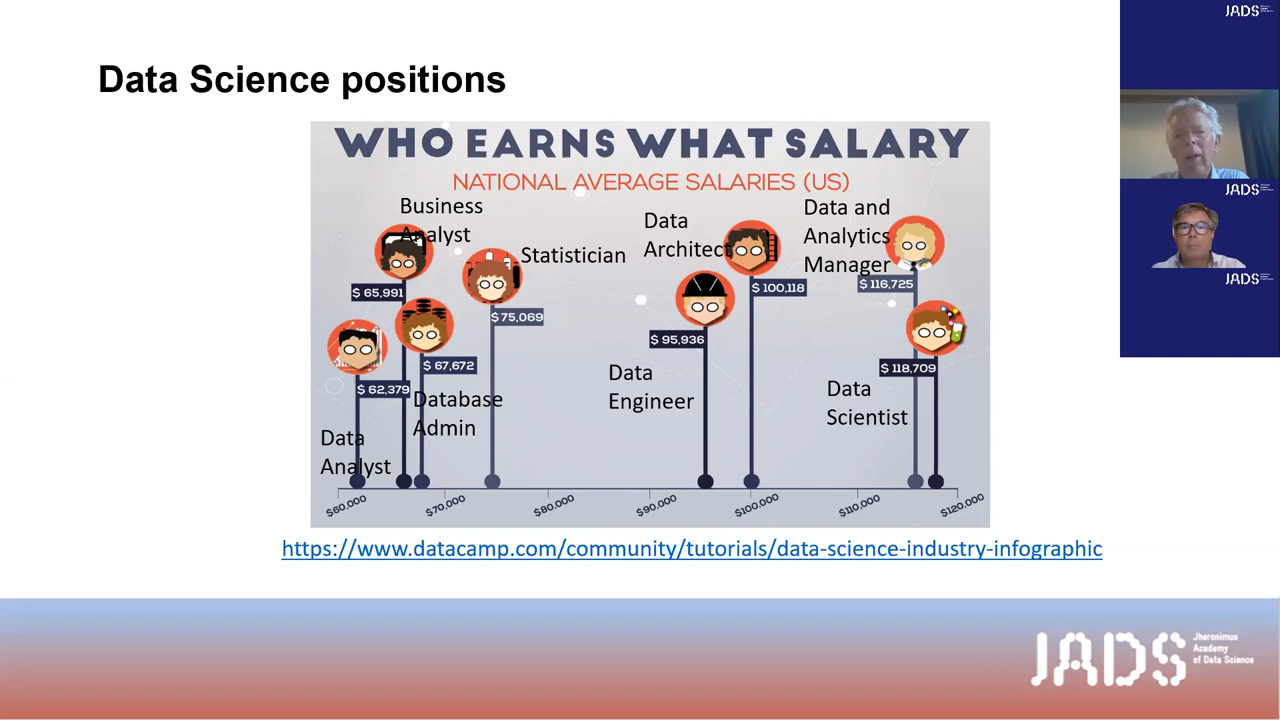 Data Science positions
WHO EARNS WHAT SALARY
NATIONAL AVERAGE SALARIES (US)
Business
Analyst
Statistician
Data
Architect
Data and
Analytics
Manager
$ 65,991
$ 75,069
$ 100,118
$ 116,725
$ 67,672
$ 95,936
$ 118,709
$ 62,379
Database
Admin
Data
Engineer
Data
Scientist
Data
Analyst
$60,000
$70,000
$80,000
$90,000
$100,000
$110,000
$120,000
https://www.datacamp.com/community/tutorials/data-science-industry-infographic
JADS
Jheronimus
Academy
of Data Science
JADS
JADS
JADS